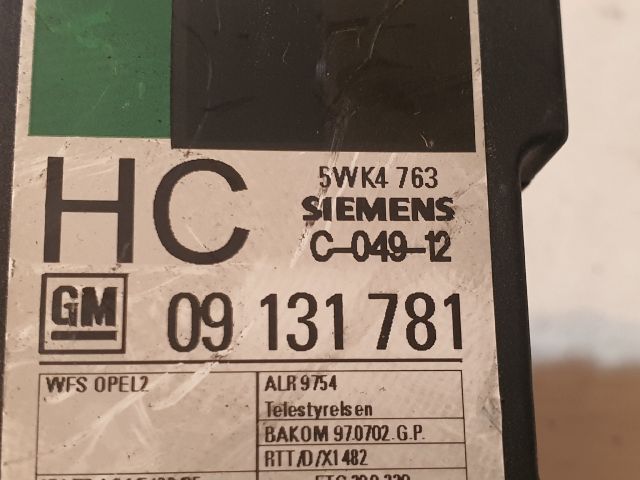 HC
5WK4 763
SIEMENS
C-049-12
GM 09 131 781
WFS OPEL2
ALR 9754
Telestyrelsen
BAKOM 97.0702.G.P.
RTT/D/X1482